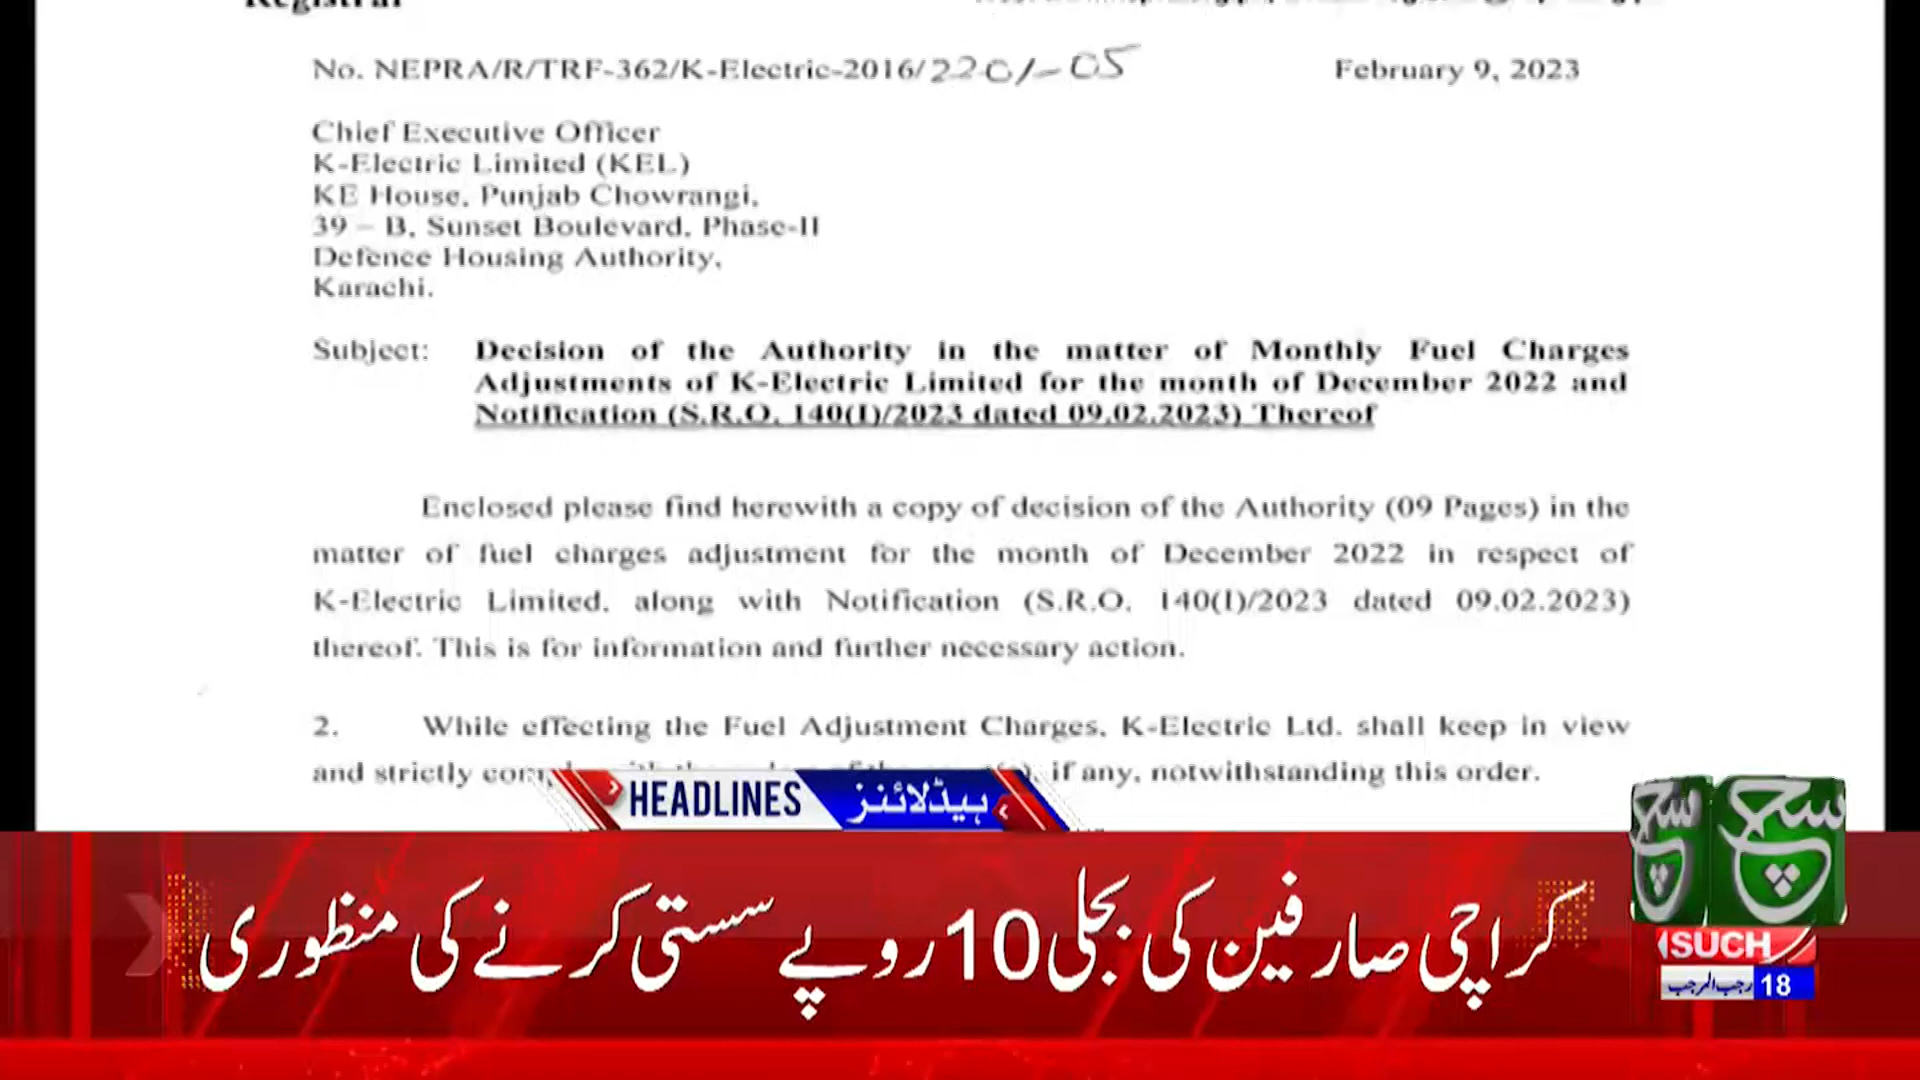 Registrar
No. NEPRA/R/TRF-362/K-Electric-2016/2201-05 February 9, 2023
Chief Executive Officer
K-Electric Limited (KEL)
KE House, Punjab Chowrangi,
39 – B, Sunset Boulevard, Phase-II
Defence Housing Authority,
Karachi.
Subject: Decision of the Authority in the matter of Monthly Fuel Charges
Adjustments of K-Electric Limited for the month of December 2022 and
Notification (S.R.O. 140(I)/2023 dated 09.02.2023) Thereof
Enclosed please find herewith a copy of decision of the Authority (09 Pages) in the
matter of fuel charges adjustment for the month of December 2022 in respect of
K-Electric Limited, along with Notification (S.R.O. 140(I)/2023 dated 09.02.2023)
thereof. This is for information and further necessary action.
2. While effecting the Fuel Adjustment Charges, K-Electric Ltd. shall keep in view
and strictly if any, notwithstanding this order.
HEADLINES ہیڈلائنز
کراچی صارفین کی بجلی 10 روپے سستی کرنے کی منظوری
سچ سچ
SUCH
18 رجب المرجب